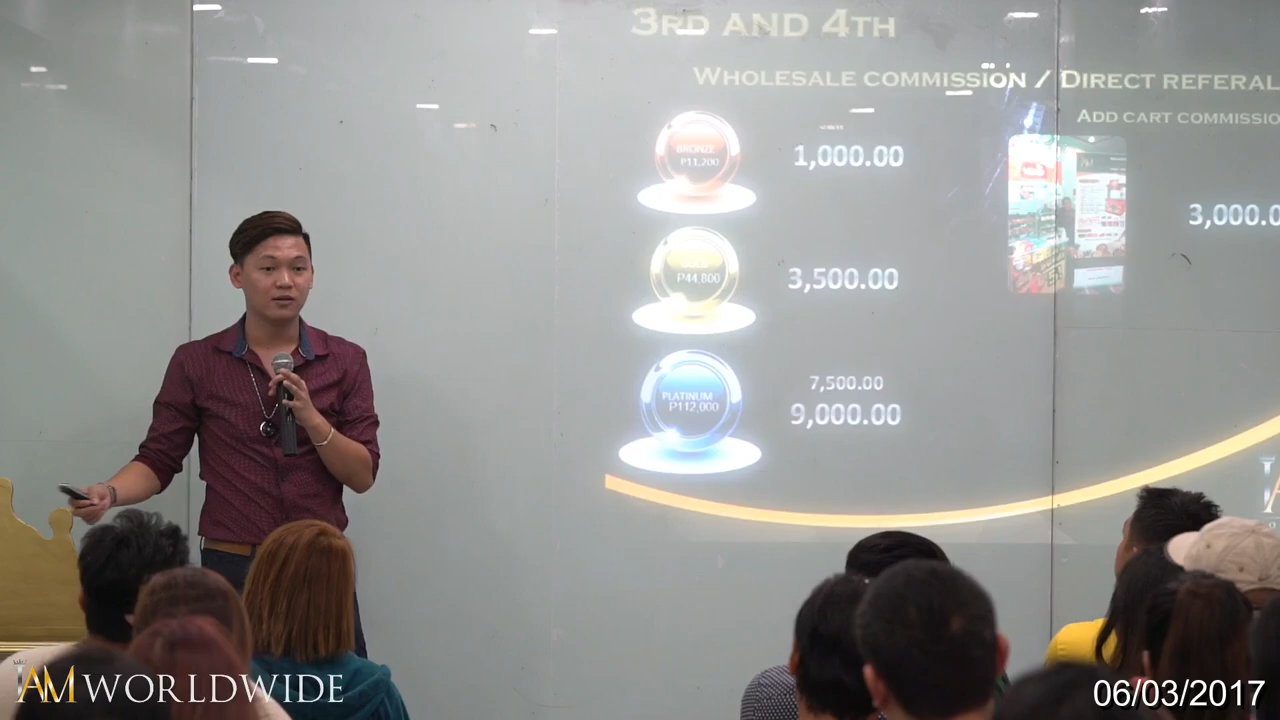 3RD AND 4TH
WHOLESALE COMMISSION / DIRECT REFERAL
ADD CART COMMISSIO
BRONZE
P11,200
1,000.00
3,000.0
P44,800
3,500.00
PLATINUM
P112,000
7,500.00
9,000.00
IAM WORLDWIDE
06/03/2017